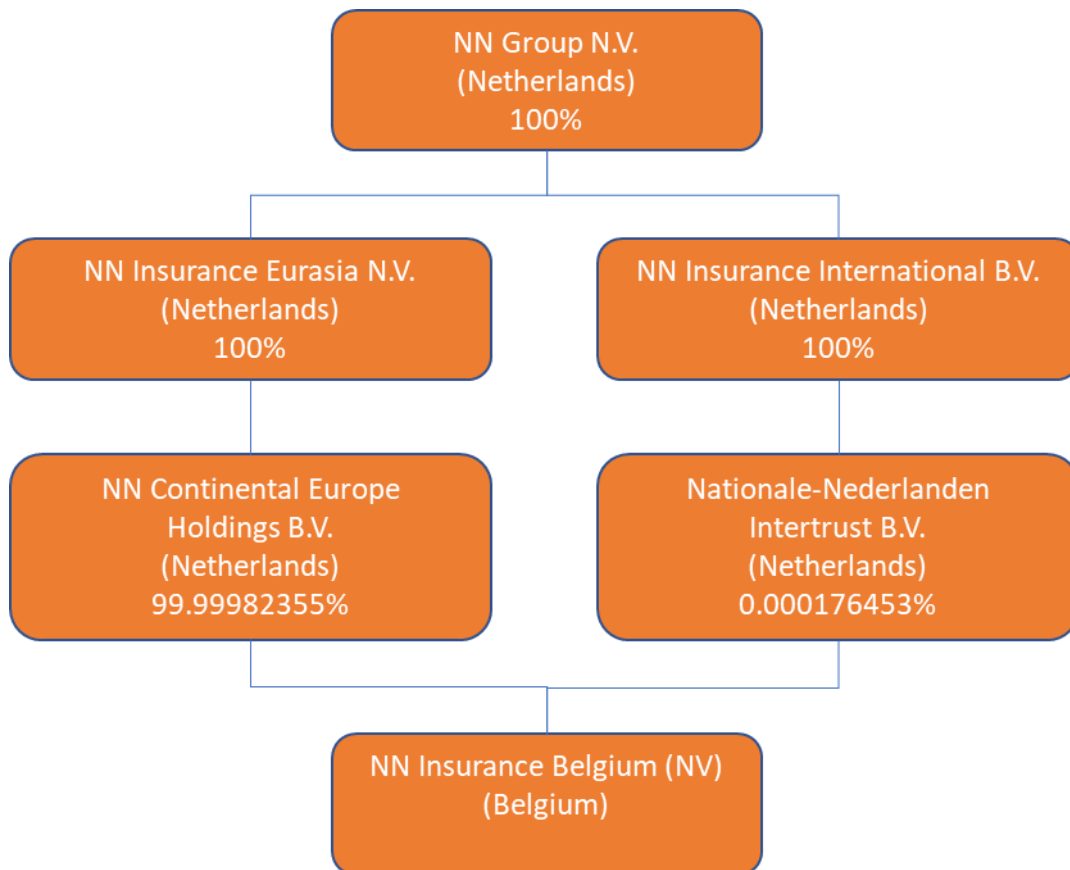 NN Group N.V.
(Netherlands)
100%
NN Insurance Eurasia N.V.
(Netherlands)
100%
NN Insurance International B.V.
(Netherlands)
100%
NN Continental Europe
Holdings B.V.
(Netherlands)
99.99982355%
Nationale-Nederlanden
Intertrust B.V.
(Netherlands)
0.000176453%
NN Insurance Belgium (NV)
(Belgium)